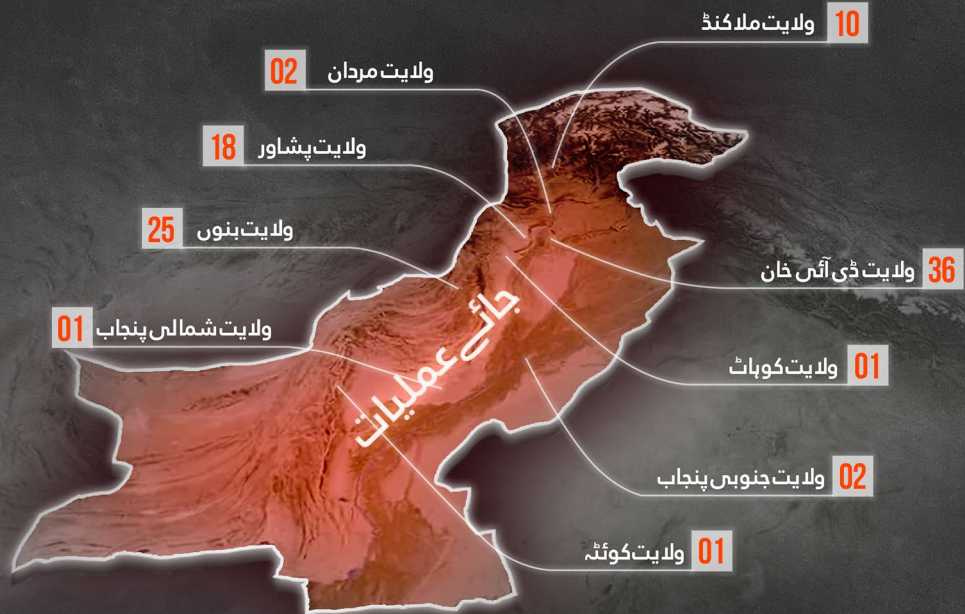 ولایت ملاکنڈ 10
02 ولایت مردان
18 ولایت پشاور
25 ولایت بنوں
ولایت ڈی آئی خان 36
01 ولایت شمالی پنجاب
جائے عملیات
ولایت کوہاٹ 01
ولایت جنوبی پنجاب 02
ولایت کوئٹہ 01